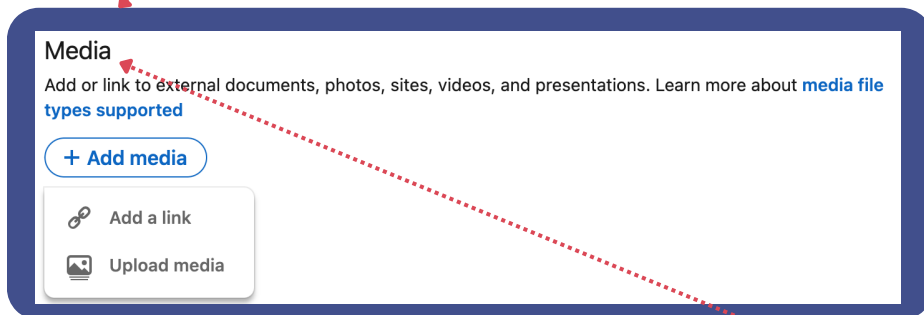 Media
Add or link to external documents, photos, sites, videos, and presentations. Learn more about media file
types supported
+ Add media
Add a link
Upload media